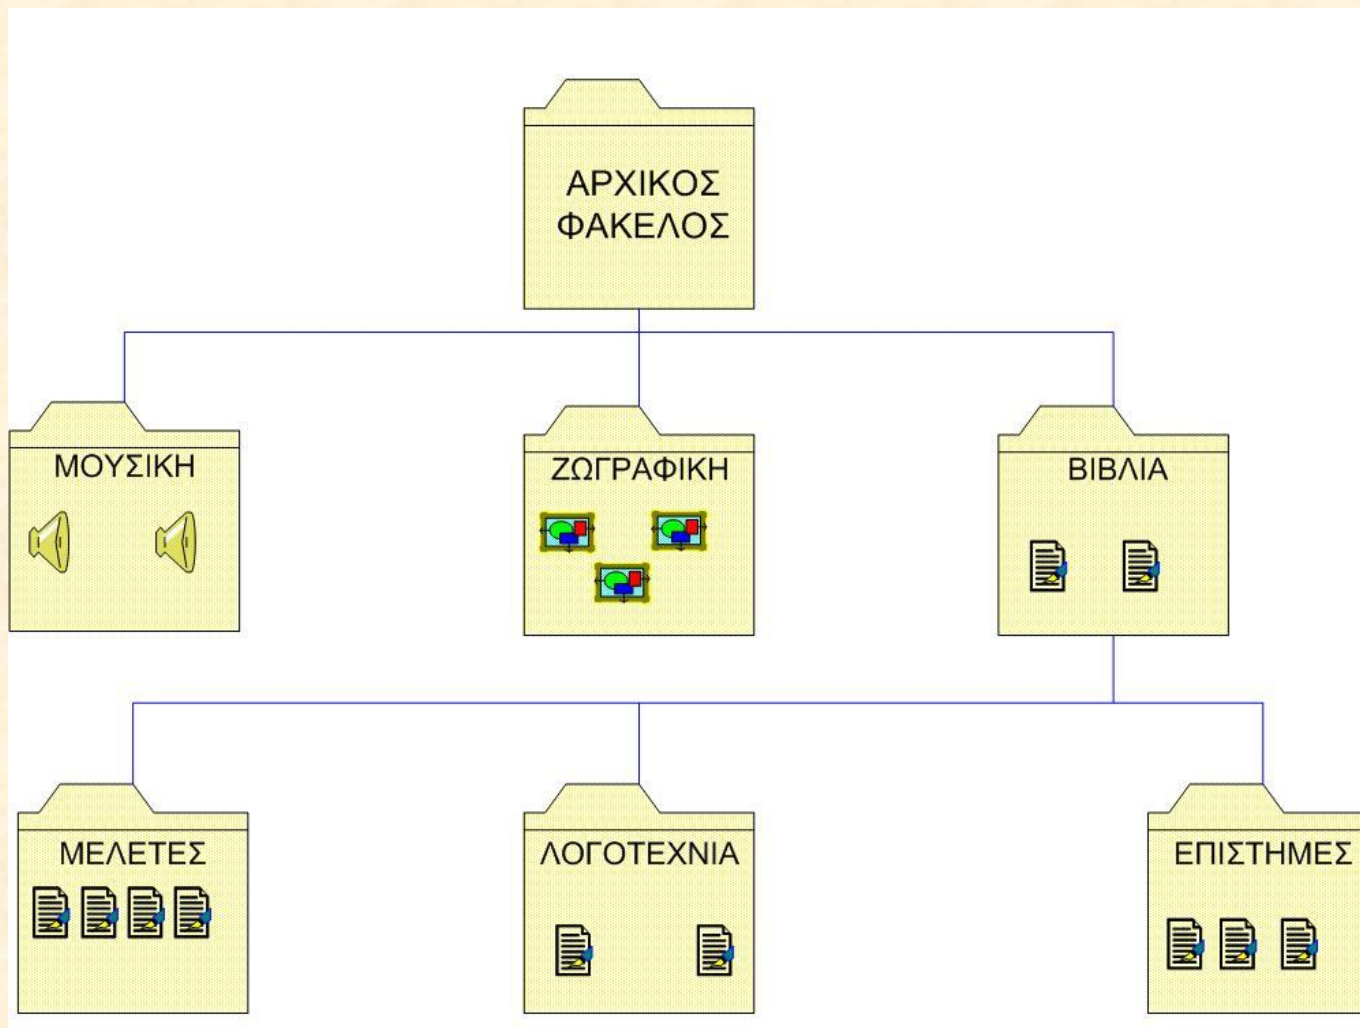 ΑΡΧΙΚΟΣ
ΦΑΚΕΛΟΣ
ΜΟΥΣΙΚΗ
ΖΩΓΡΑΦΙΚΗ
ΒΙΒΛΙΑ
ΜΕΛΕΤΕΣ
ΛΟΓΟΤΕΧΝΙΑ
ΕΠΙΣΤΗΜΕΣ